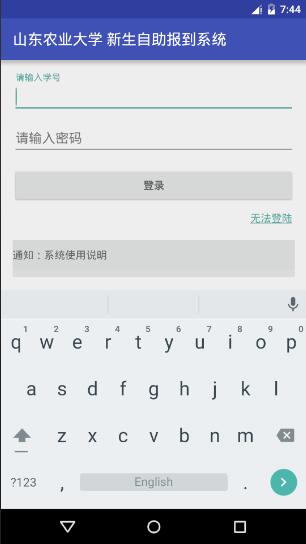 7:44
山东农业大学 新生自助报到系统
请输入学号
请输入密码
登录
无法登陆
通知：系统使用说明
1 2 3 4 5 6 7 8 9 0
q w e r t y u i o p
a s d f g h j k l
z x c v b n m
?123 , English .